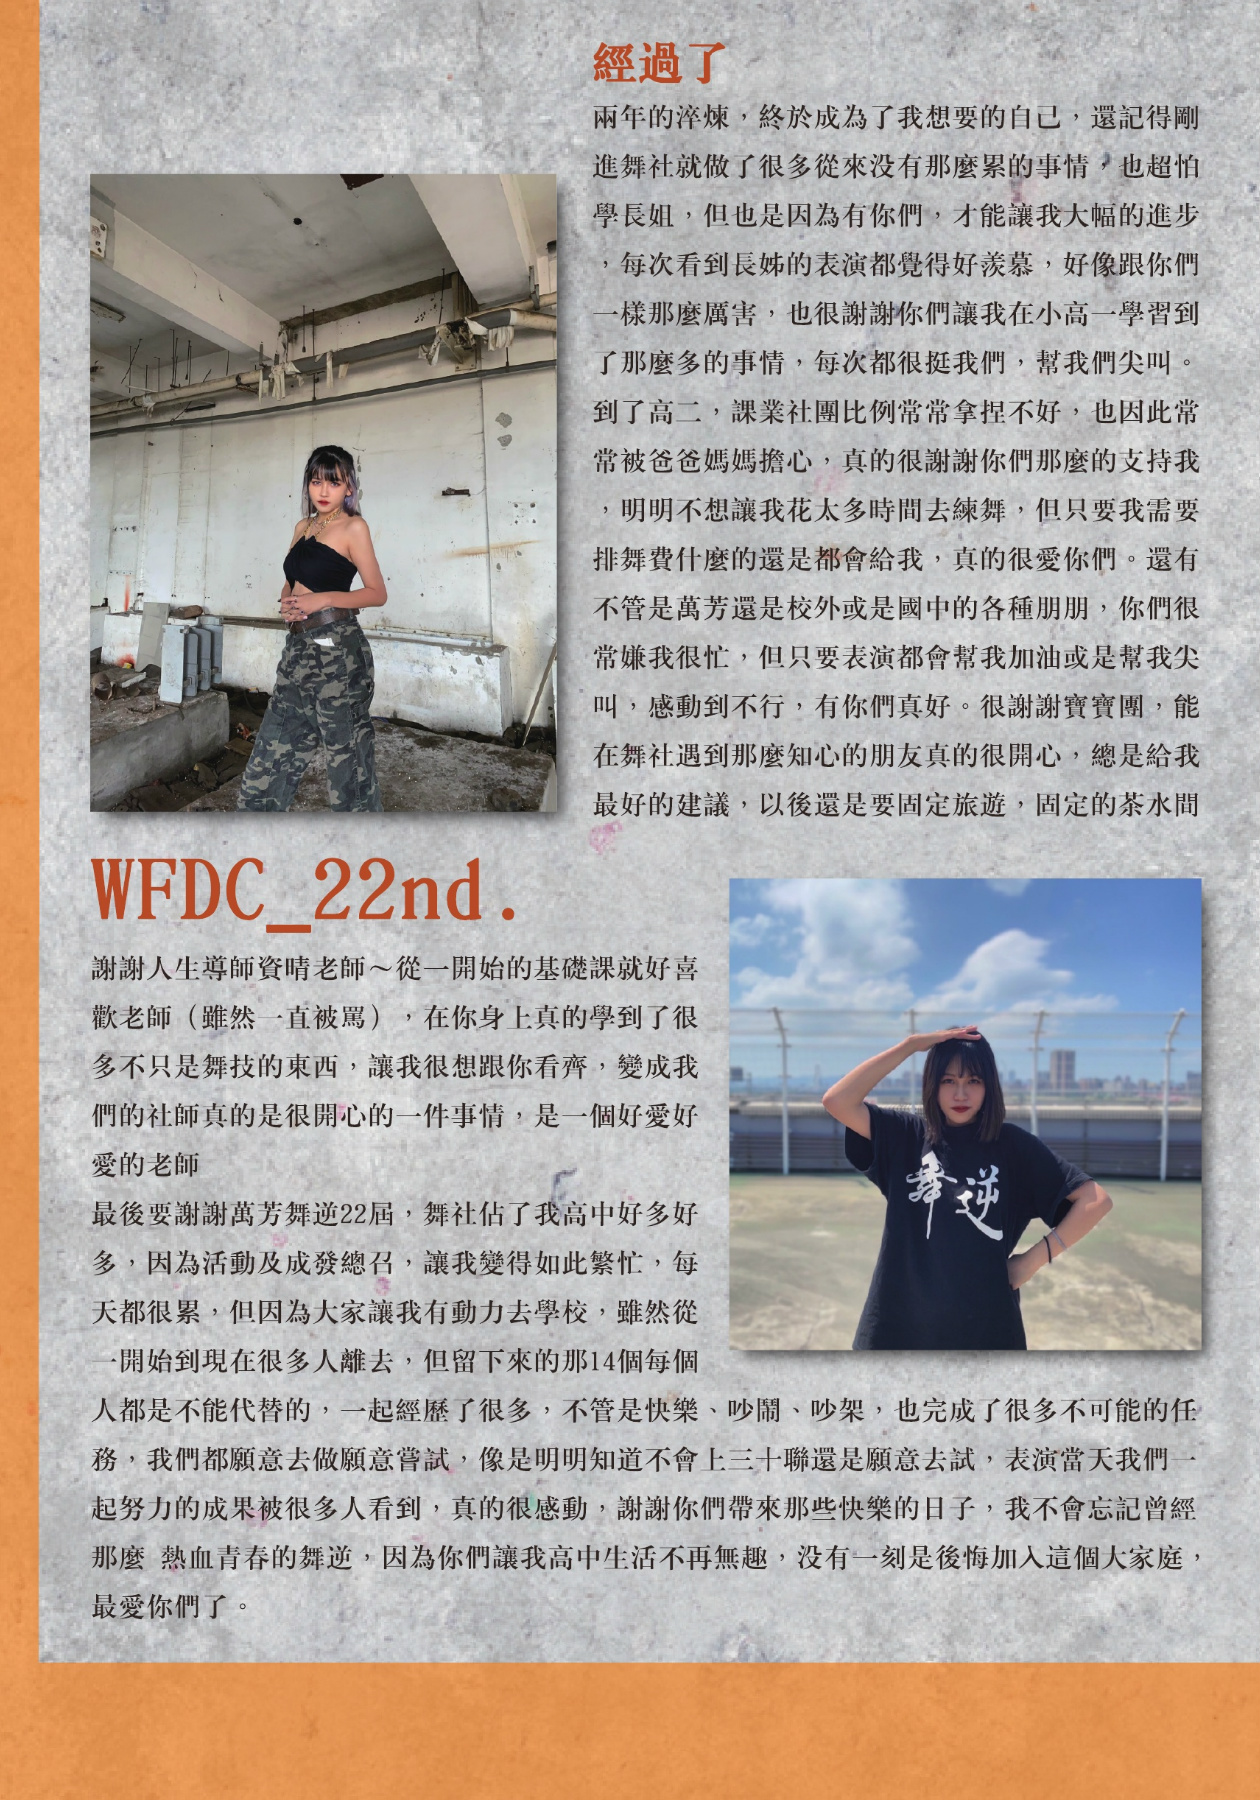 經過了
兩年的淬煉，終於成為了我想要的自己，還記得剛
進舞社就做了很多從來没有那麼累的事情，也超怕
學長姐，但也是因為有你們，才能讓我大幅的進步
，每次看到長姊的表演都覺得好羨慕，好像跟你們
一樣那麼厲害，也很謝謝你們讓我在小高一學習到
了那麼多的事情，每次都很挺我們，幫我們尖叫。
到了高二，課業社團比例常常拿捏不好，也因此常
常被爸爸媽媽擔心，真的很謝謝你們那麼的支持我
，明明不想讓我花太多時間去練舞，但只要我需要
排舞費什麼的還是都會給我，真的很愛你們。還有
不管是萬芳還是校外或是國中的各種朋朋，你們很
常嫌我很忙，但只要表演都會幫我加油或是幫我尖
叫，感動到不行，有你們真好。很謝謝寶寶團，能
在舞社遇到那麼知心的朋友真的很開心，總是給我
最好的建議，以後還是要固定旅遊，固定的茶水間
WFDC_22nd.
謝謝人生導師資晴老師～從一開始的基礎課就好喜
歡老師（雖然一直被罵），在你身上真的學到了很
多不只是舞技的東西，讓我很想跟你看齊，變成我
們的社師真的是很開心的一件事情，是一個好愛好
愛的老師
最後要謝謝萬芳舞逆22屆，舞社佔了我高中好多好
多，因為活動及成發總召，讓我變得如此繁忙，每
天都很累，但因為大家讓我有動力去學校，雖然從
一開始到現在很多人離去，但留下來的那14個每個
人都是不能代替的，一起經歷了很多，不管是快樂、吵鬧、吵架，也完成了很多不可能的任
務，我們都願意去做願意嘗試，像是明明知道不會上三十聯還是願意去試，表演當天我們一
起努力的成果被很多人看到，真的很感動，謝謝你們帶來那些快樂的日子，我不會忘記曾經
那麼 熱血青春的舞逆，因為你們讓我高中生活不再無趣，没有一刻是後悔加入這個大家庭，
最愛你們了。
舞逆